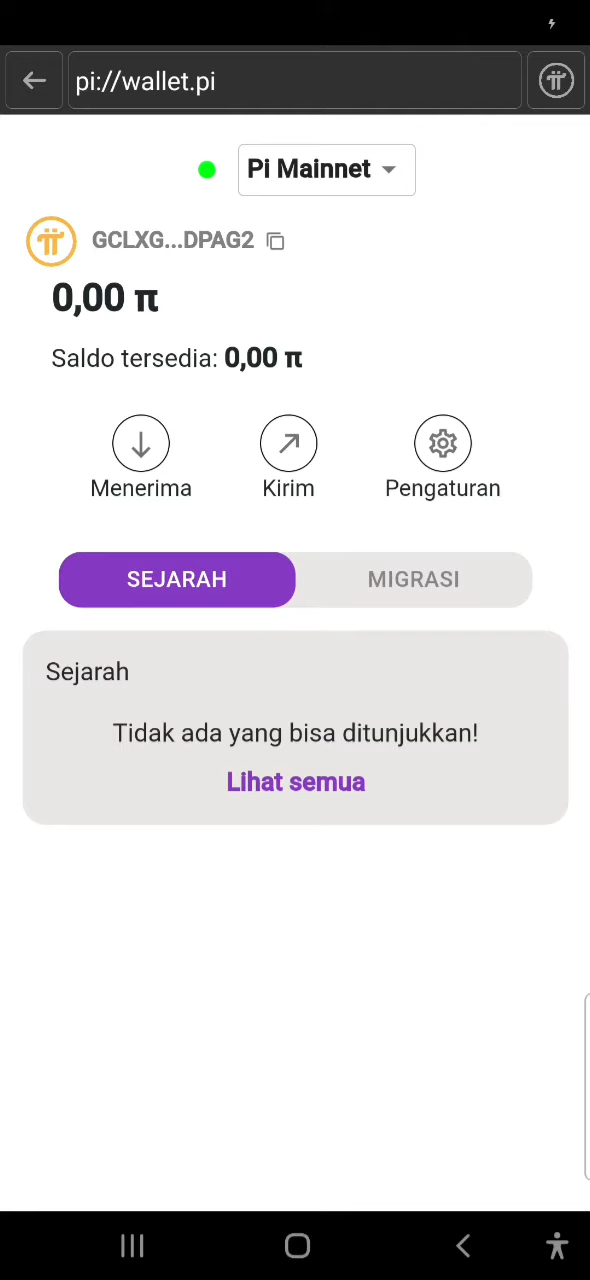 pi://wallet.pi
Pi Mainnet
GCLXG...DPAG2
0,00 π
Saldo tersedia: 0,00 π
Menerima Kirim Pengaturan
SEJARAH MIGRASI
Sejarah
Tidak ada yang bisa ditunjukkan!
Lihat semua